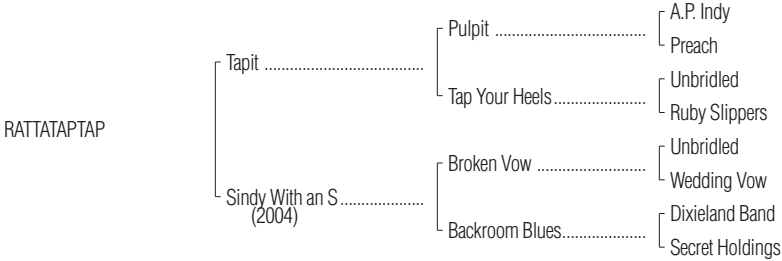 A.P. Indy
Pulpit ....................................
Preach
Tapit ......................................
Unbridled
Tap Your Heels......................
Ruby Slippers
RATTATAPTAP
Unbridled
Broken Vow ..........................
Wedding Vow
Sindy With an S....................
(2004)
Dixieland Band
Backroom Blues....................
Secret Holdings